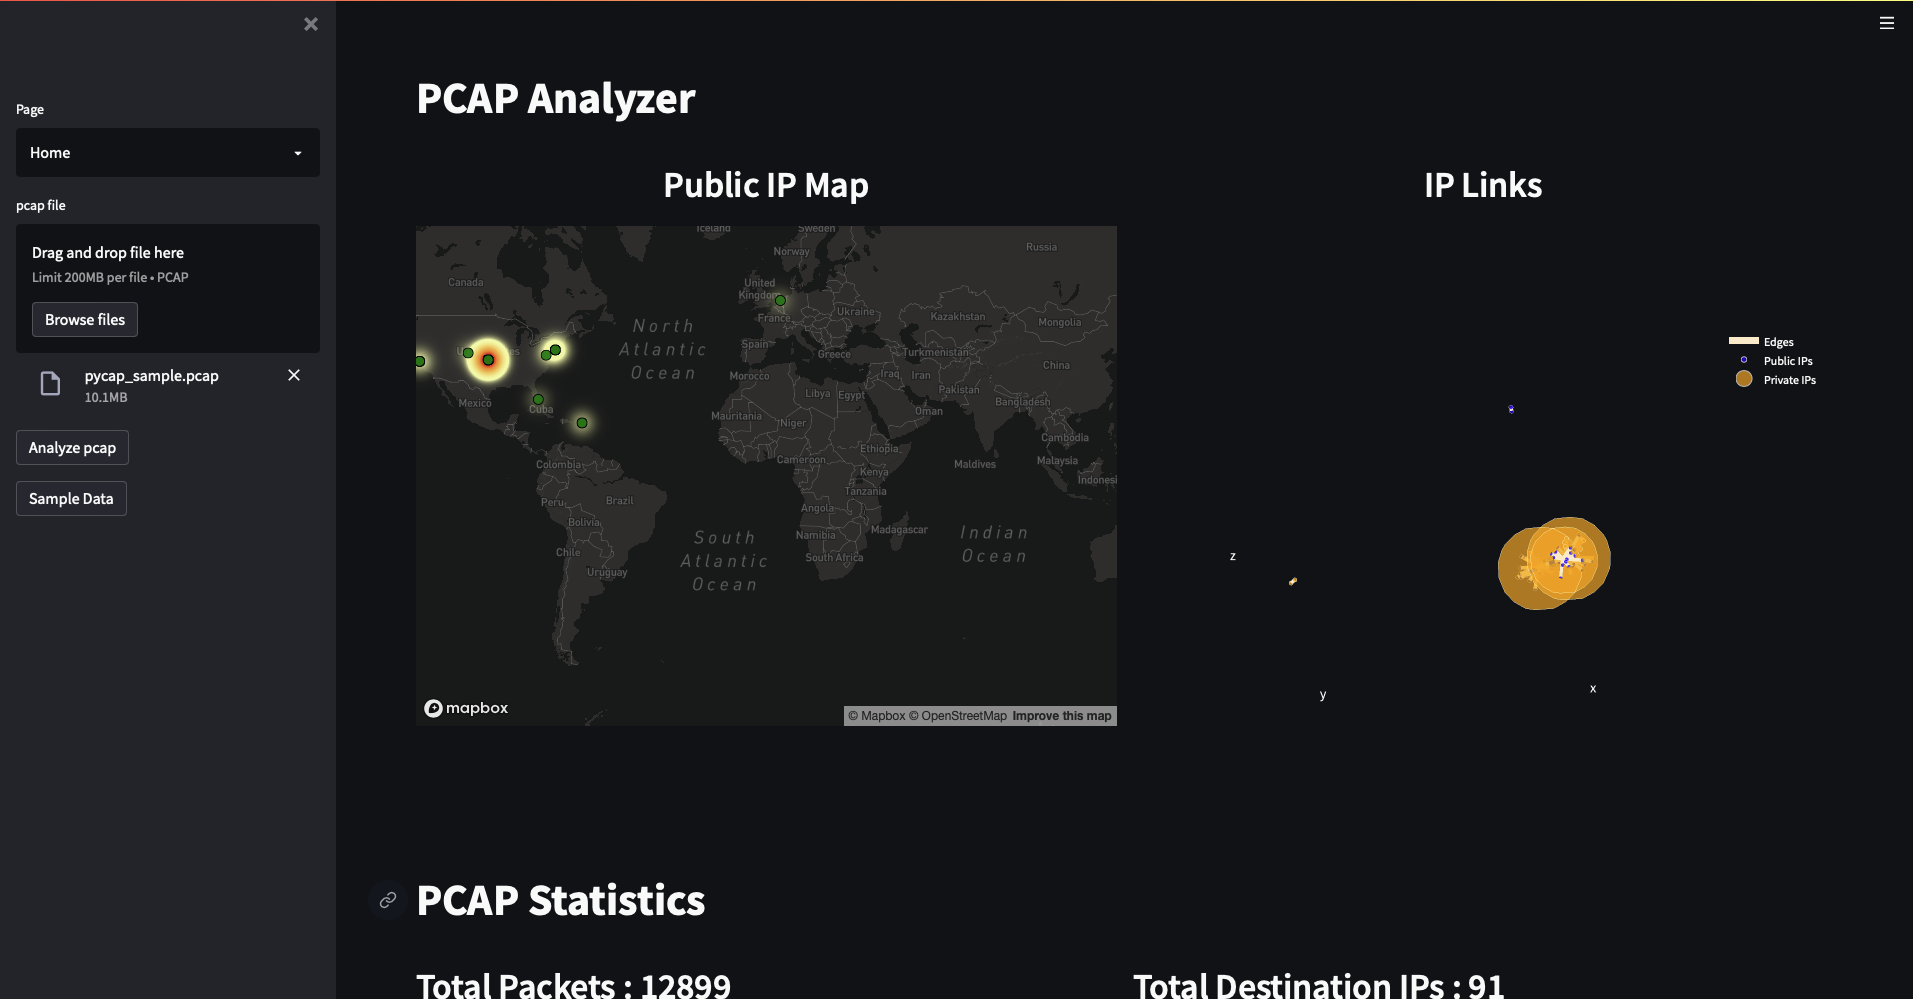 Page
Home
pcap file
Drag and drop file here
Limit 200MB per file • PCAP
Browse files
pycap_sample.pcap
10.1MB
Analyze pcap
Sample Data
PCAP Analyzer
Public IP Map
Iceland
Sweden
Norway
Russia
Canada
United
Kingdom
France
Ukraine
Kazakhstan
Mongolia
North
Atlantic
Ocean
Spain
Greece
Turkmenistan
China
Morocco
Iraq
Iran
Mexico
Libya
Egypt
Pakistan
Cuba
Mauritania
Oman
Bangladesh
Niger
Cambodia
Colombia
Cameroon
Ethiopia
Maldives
Malaysia
Kenya
Indones
Peru
Brazil
Tanzania
Angola
Bolivia
South
Atlantic
Ocean
Namibia
Madagascar
Indian
Ocean
Chile
South Africa
Uruguay
mapbox
© Mapbox © OpenStreetMap Improve this map
IP Links
Edges
Public IPs
Private IPs
z
y
x
PCAP Statistics
Total Packets : 12899
Total Destination IPs : 91